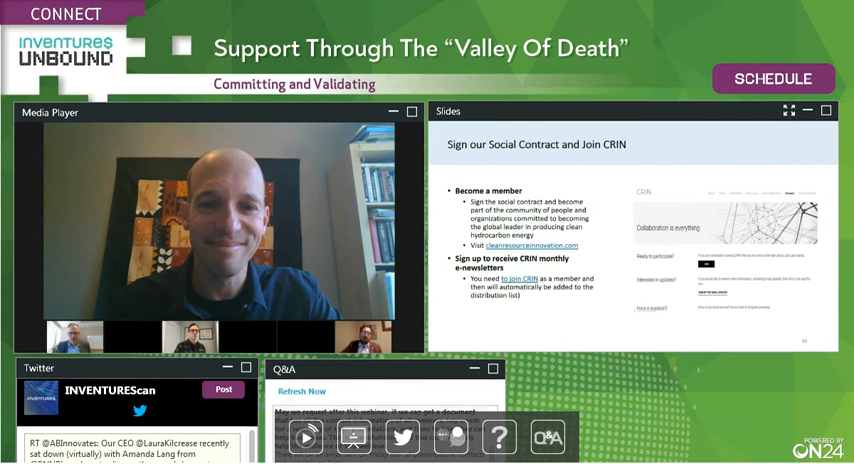 CONNECT
INVENTURE$
UNBOUND
Support Through The “Valley Of Death”
Committing and Validating
SCHEDULE
Media Player
Slides
Sign our Social Contract and Join CRIN
• Become a member
• Sign the social contract and become
part of the community of people and
organizations committed to becoming
the global leader in producing clean
hydrocarbon energy
• Visit cleanresourceinnovation.com
• Sign up to receive CRIN monthly
e-newsletters
• You need to join CRIN as a member and
then will automatically be added to the
distribution list)
CRIN
Collaboration is everything
Ready to participate?
Interested in updates?
Have a question?
Twitter
INVENTUREScan
Post
RT @ABInnovates: Our CEO @LauraKilcrease recently
sat down (virtually) with Amanda Lang from
Q&A
Refresh Now
May we request after this webinar, if we can get a document
?
Q&A
POWERED BY
ON24